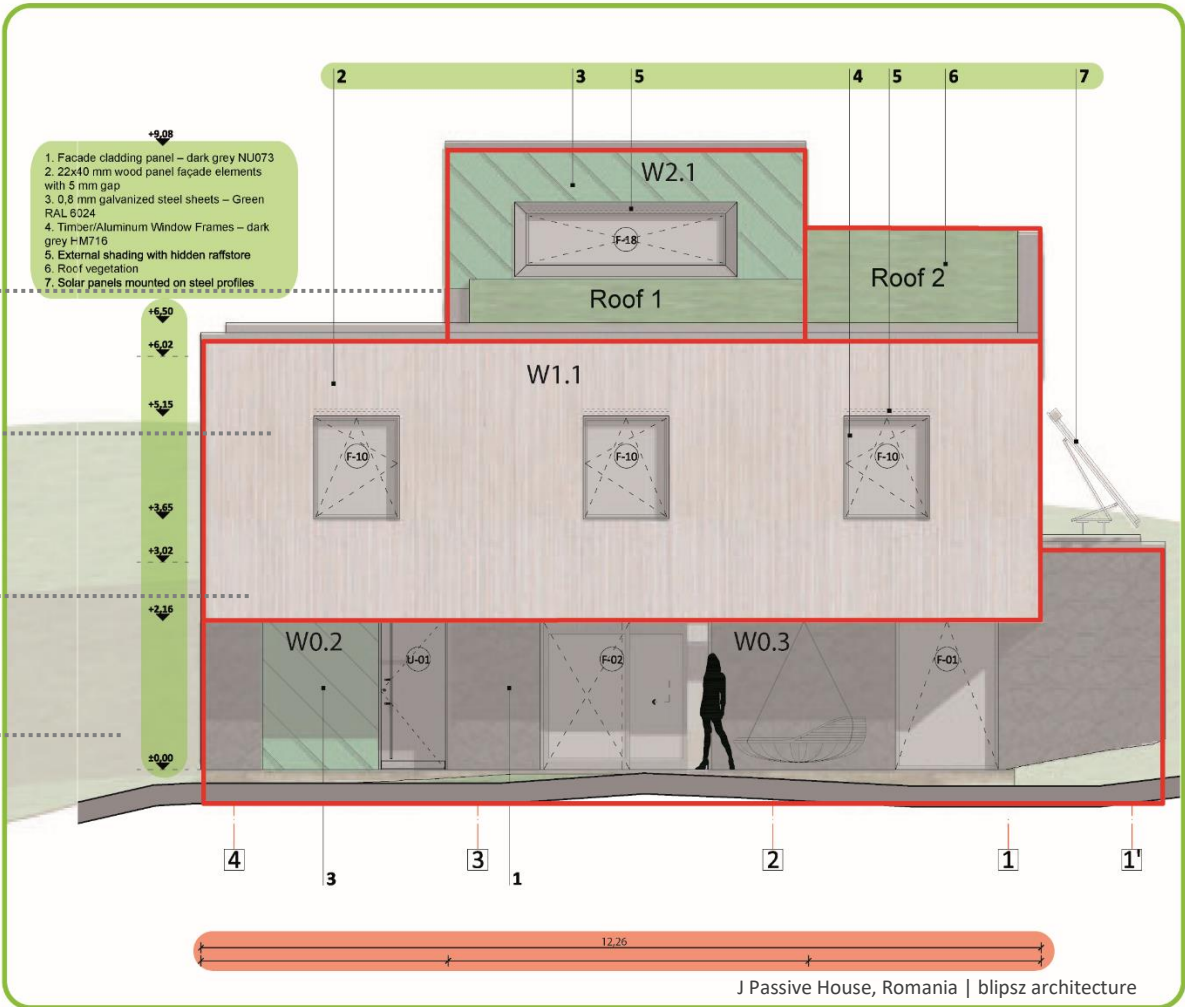 2 3 5 4 5 6 7
+9,08
1. Facade cladding panel – dark grey NU073
2. 22x40 mm wood panel façade elements
with 5 mm gap
3. 0,8 mm galvanized steel sheets – Green
RAL 6024
4. Timber/Aluminum Window Frames – dark
grey HM716
5. External shading with hidden raffstore
6. Roof vegetation
7. Solar panels mounted on steel profiles
W2.1
F-18
Roof 1
Roof 2
+6,50
+6,02
W1.1
+5,15
F-10 F-10 F-10
+3,65
+3,02
+2,16
W0.2 W0.3
U-01 F-02 F-01
±0,00
4 3 2 1 1'
3 1
12,26
J Passive House, Romania | blipsz architecture